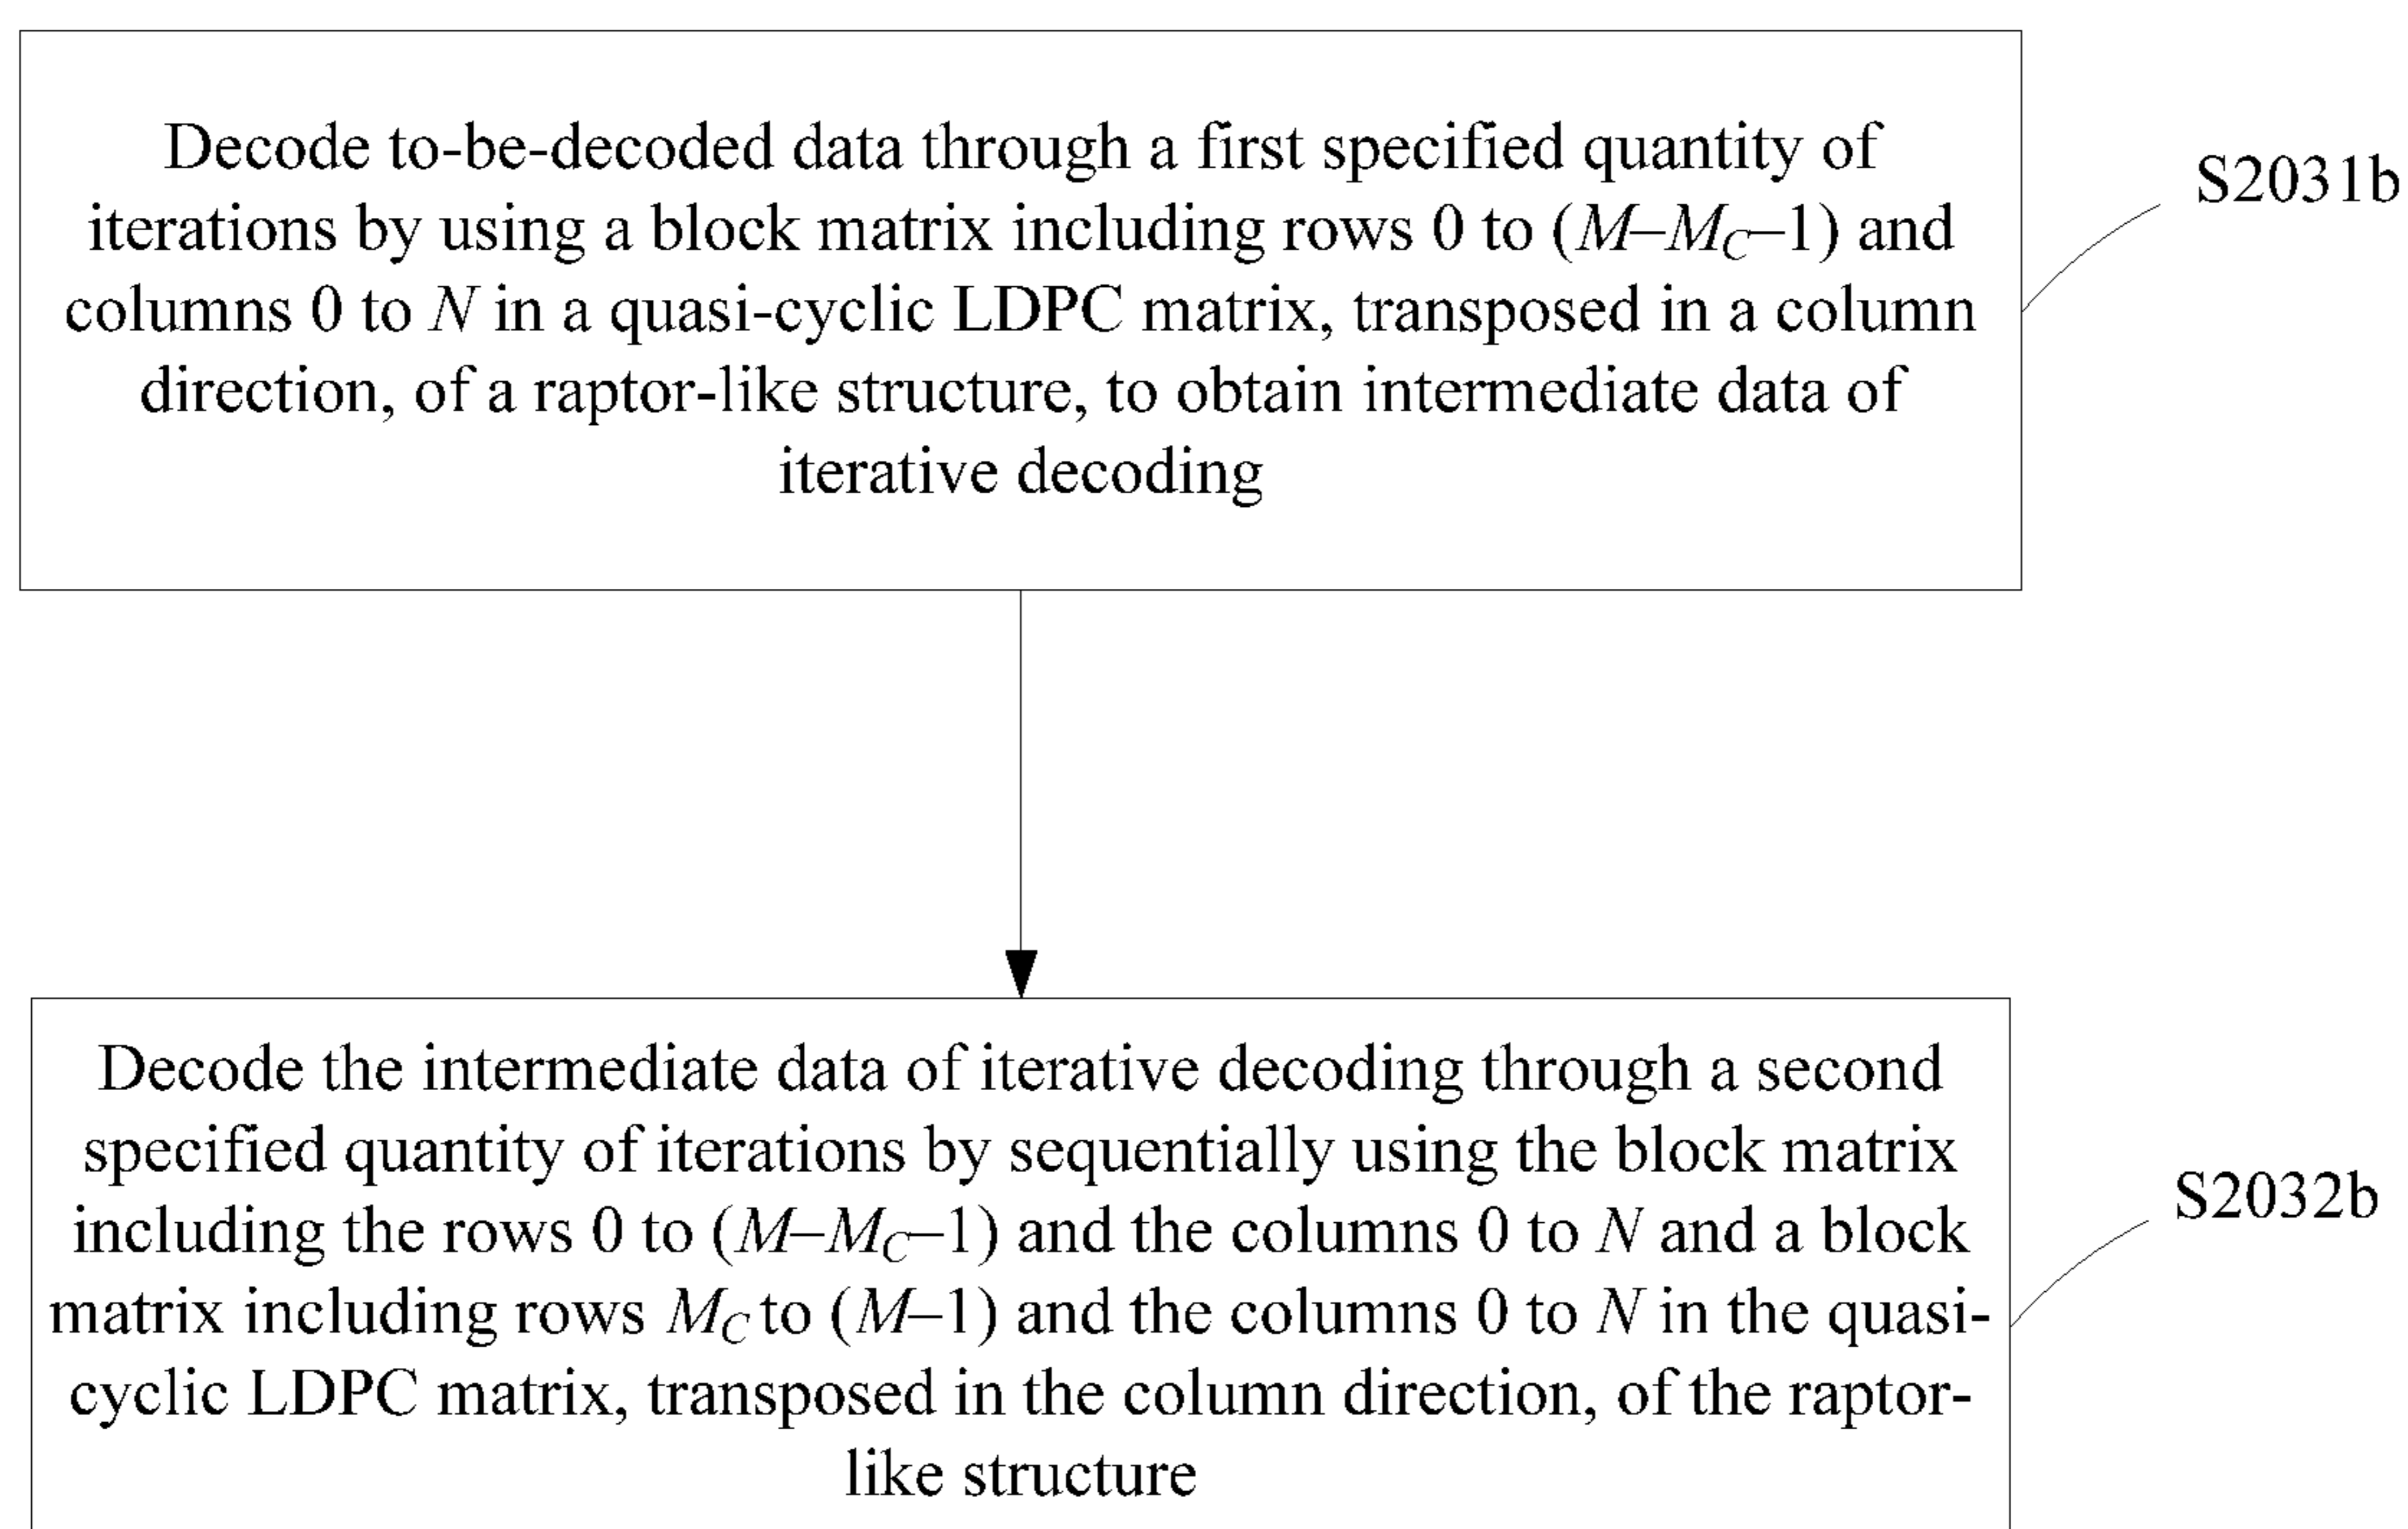 Decode to-be-decoded data through a first specified quantity of
iterations by using a block matrix including rows 0 to (M–M_C–1) and
columns 0 to N in a quasi-cyclic LDPC matrix, transposed in a column
direction, of a raptor-like structure, to obtain intermediate data of
iterative decoding
S2031b
Decode the intermediate data of iterative decoding through a second
specified quantity of iterations by sequentially using the block matrix
including the rows 0 to (M–M_C–1) and the columns 0 to N and a block
matrix including rows M_C to (M–1) and the columns 0 to N in the quasi-
cyclic LDPC matrix, transposed in the column direction, of the raptor-
like structure
S2032b